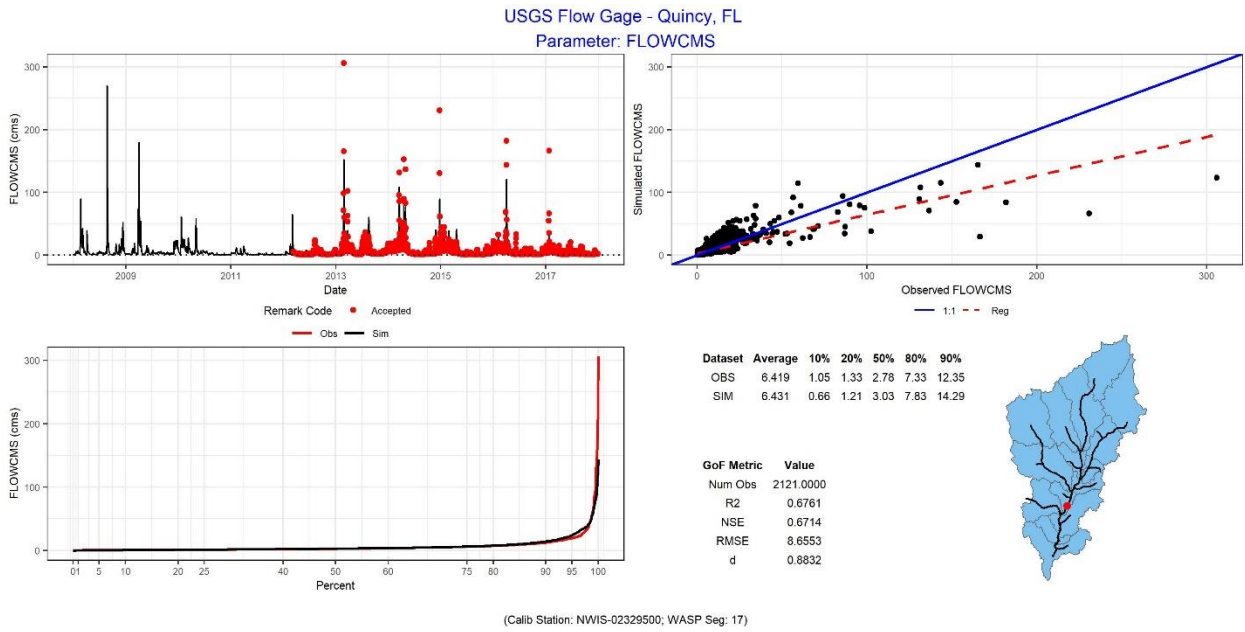 USGS Flow Gage - Quincy, FL
Parameter: FLOWCMS
FLOWCMS (cms)
300
200
100
0
2009 2011 2013 2015 2017
Date
Remark Code Accepted
Simulated FLOWCMS
300
200
100
0
0 100 200 300
Observed FLOWCMS
1:1 Reg
Obs Sim
FLOWCMS (cms)
300
200
100
0
0 1 5 10 20 25 40 50 60 75 80 90 95 100
Percent
Dataset Average 10% 20% 50% 80% 90%
OBS 6.419 1.05 1.33 2.78 7.33 12.35
SIM 6.431 0.66 1.21 3.03 7.83 14.29
GoF Metric Value
Num Obs 2121.0000
R2 0.6761
NSE 0.6714
RMSE 8.6553
d 0.8832
(Calib Station: NWIS-02329500; WASP Seg: 17)